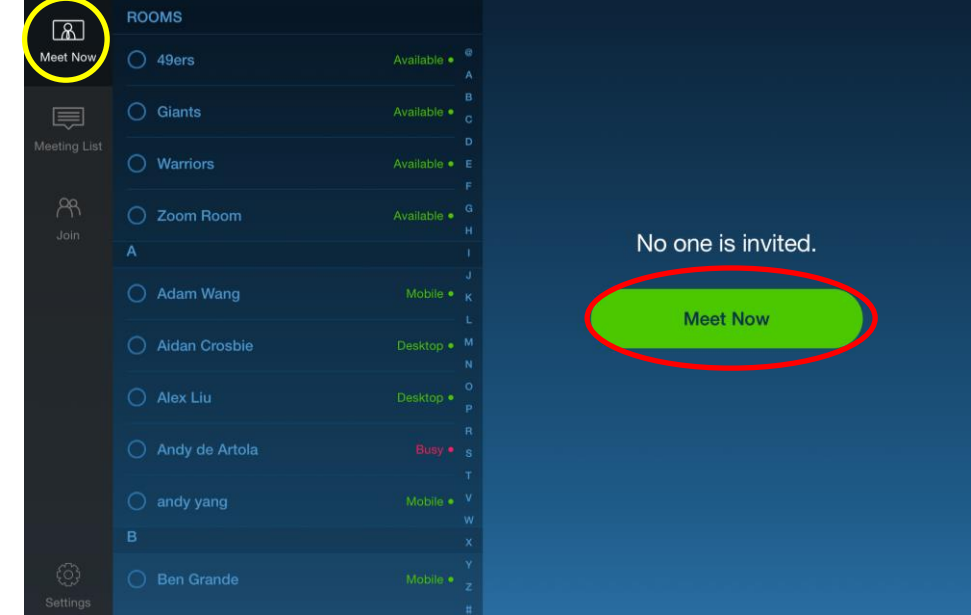 Meet Now
Meeting List
Join
Settings
ROOMS
49ers Available
Giants Available
Warriors Available
Zoom Room Available
A
Adam Wang Mobile
Aidan Crosbie Desktop
Alex Liu Desktop
Andy de Artola Busy
andy yang Mobile
B
Ben Grande Mobile
@
A
B
C
D
E
F
G
H
I
J
K
L
M
N
O
P
R
S
T
V
W
X
Y
Z
#
No one is invited.
Meet Now